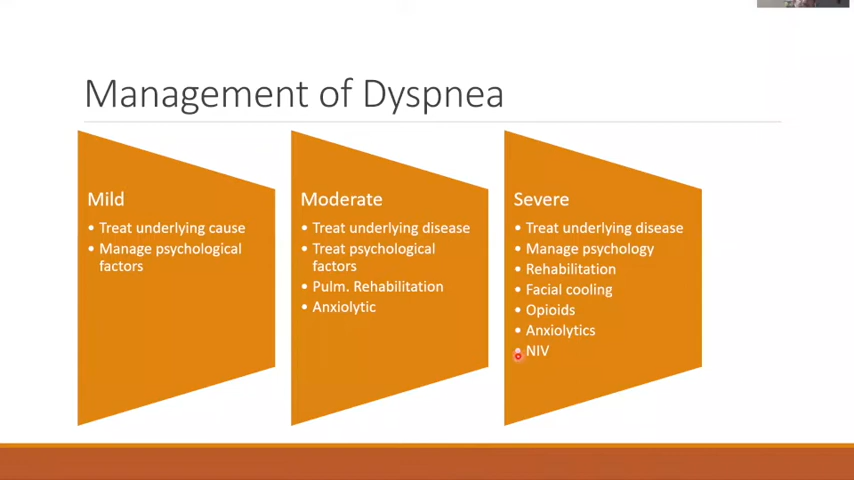 Management of Dyspnea
Mild
• Treat underlying cause
• Manage psychological
factors
Moderate
• Treat underlying disease
• Treat psychological
factors
• Pulm. Rehabilitation
• Anxiolytic
Severe
• Treat underlying disease
• Manage psychology
• Rehabilitation
• Facial cooling
• Opioids
• Anxiolytics
• NIV